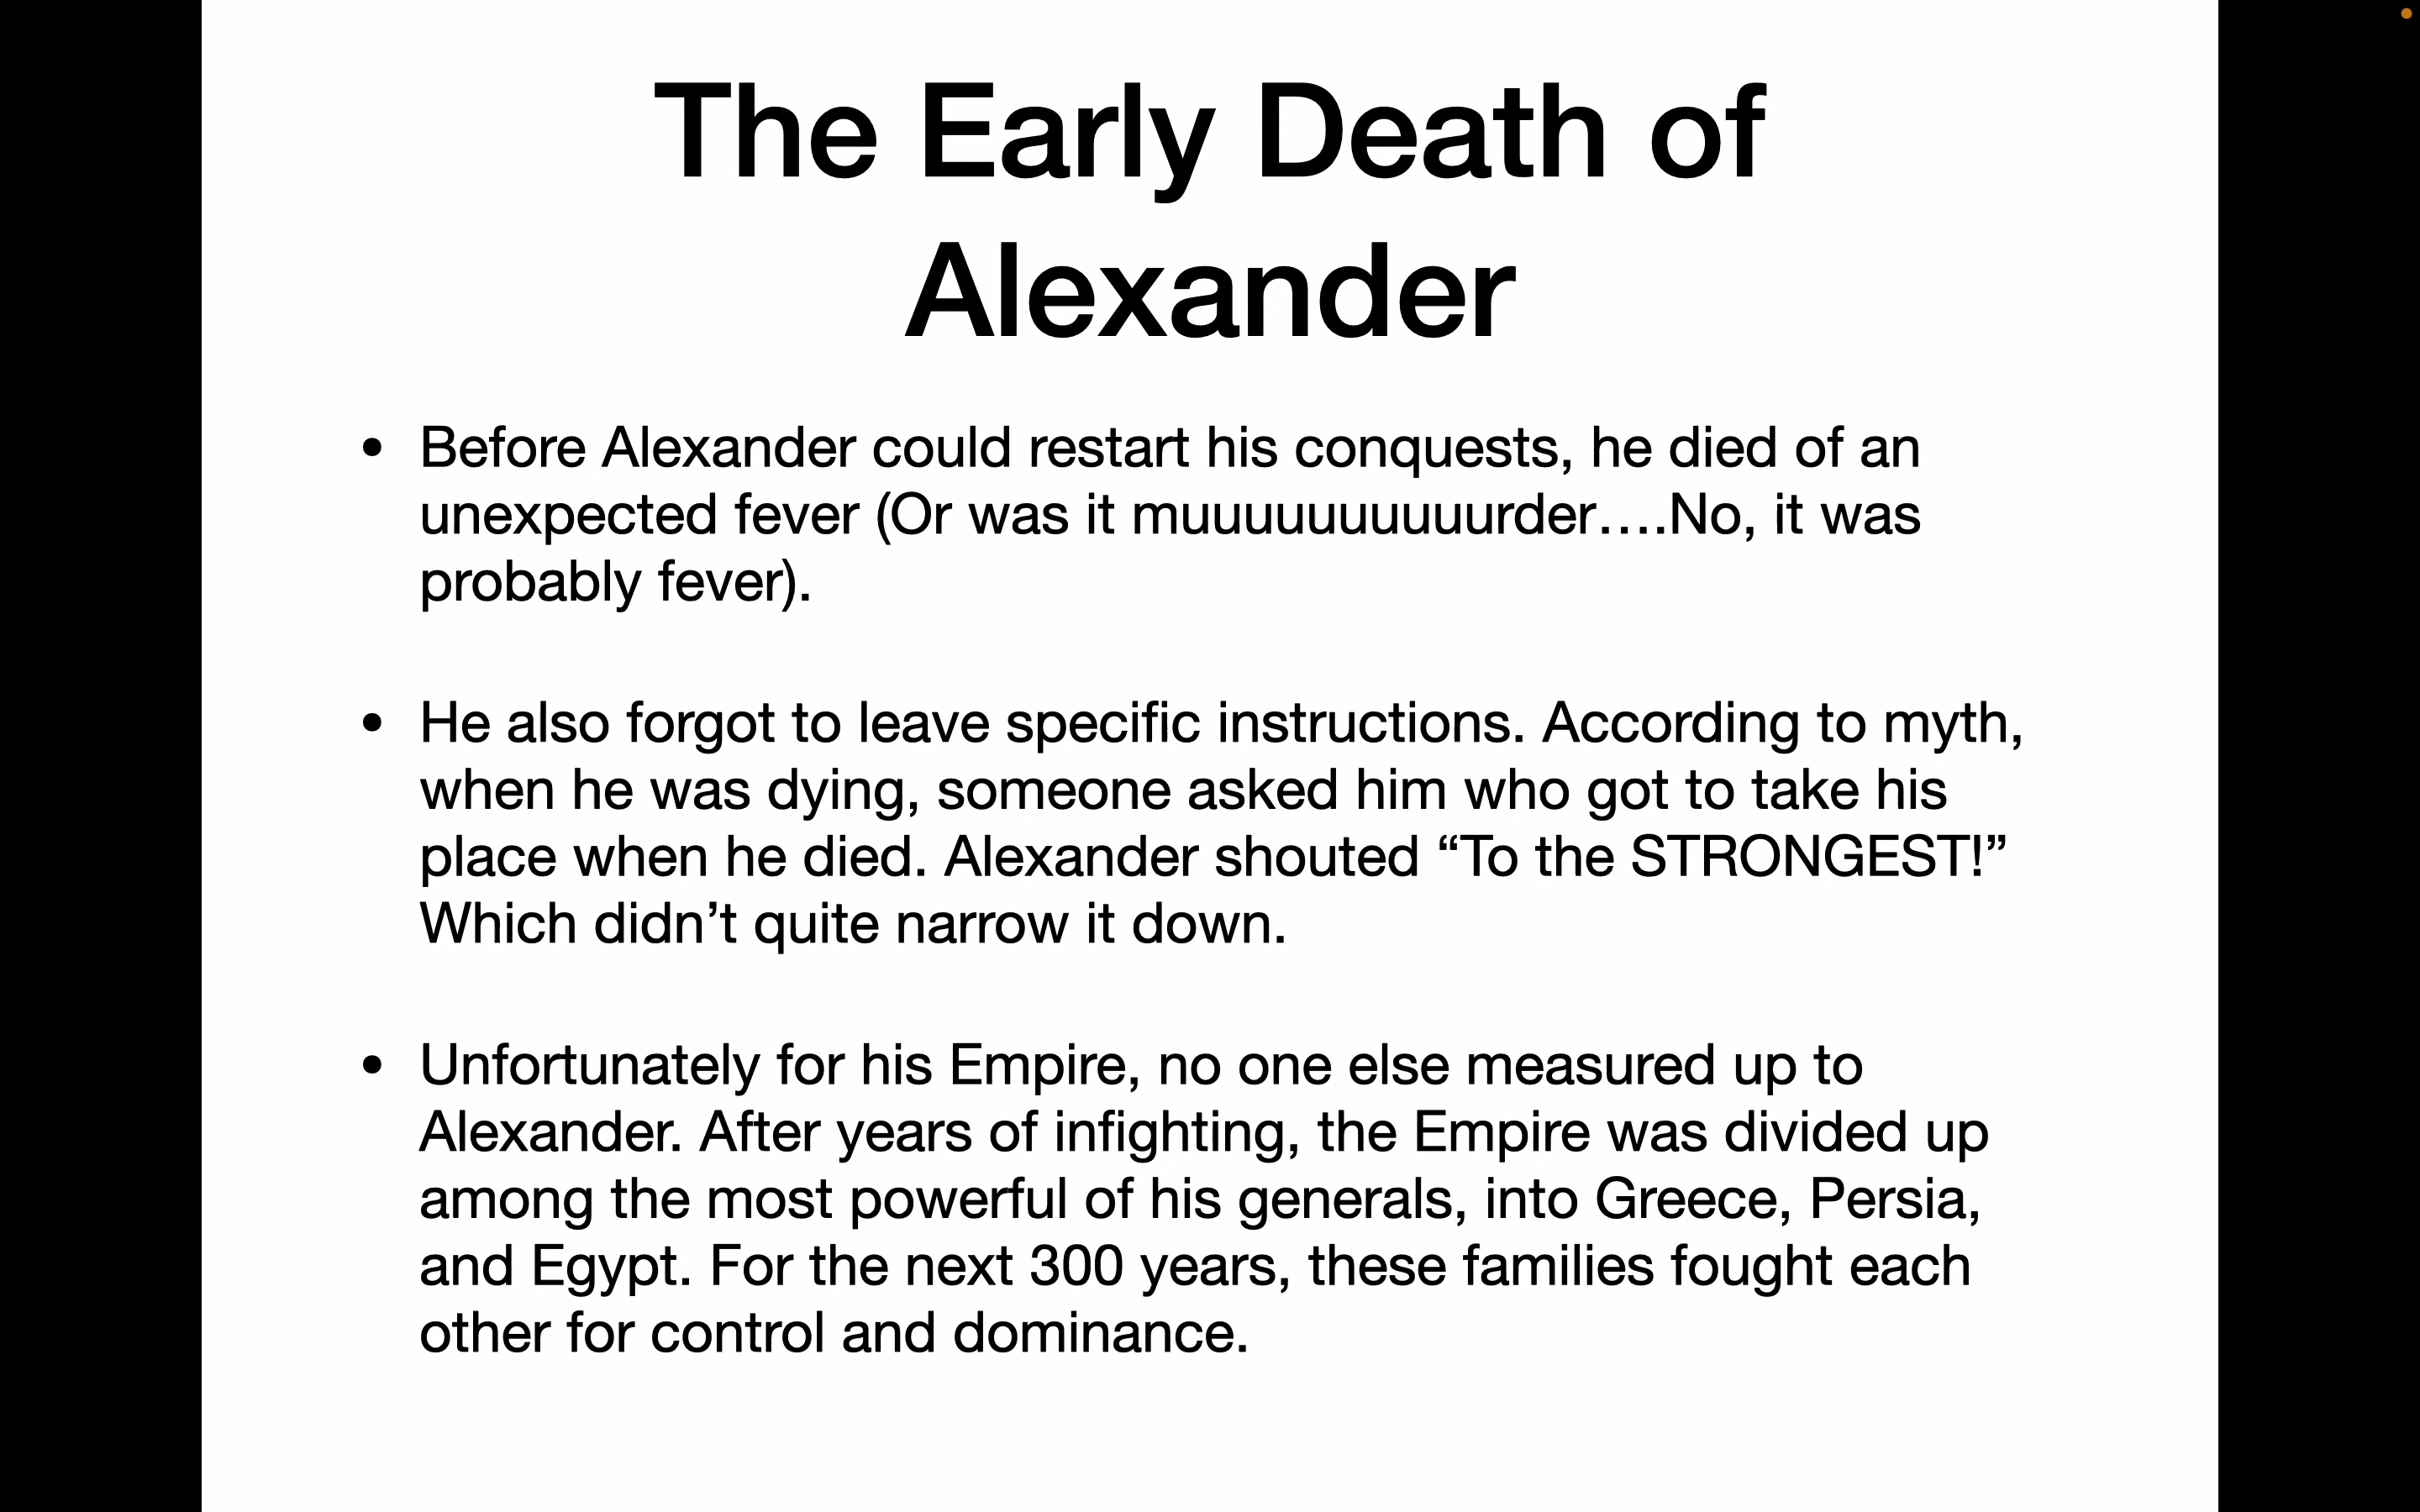 The Early Death of
Alexander
• Before Alexander could restart his conquests, he died of an
unexpected fever (Or was it muuuuuuuuuurder....No, it was
probably fever).
• He also forgot to leave specific instructions. According to myth,
when he was dying, someone asked him who got to take his
place when he died. Alexander shouted “To the STRONGEST!”
Which didn’t quite narrow it down.
• Unfortunately for his Empire, no one else measured up to
Alexander. After years of infighting, the Empire was divided up
among the most powerful of his generals, into Greece, Persia,
and Egypt. For the next 300 years, these families fought each
other for control and dominance.